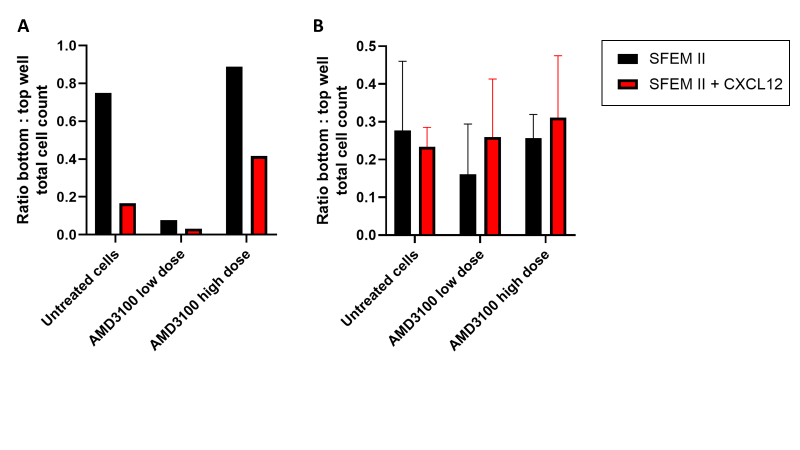 A
B
Ratio bottom : top well
total cell count
1.0
0.8
0.6
0.4
0.2
0.0
Untreated cells
AMD3100 low dose
AMD3100 high dose
Ratio bottom : top well
total cell count
0.5
0.4
0.3
0.2
0.1
0.0
Untreated cells
AMD3100 low dose
AMD3100 high dose
SFEM II
SFEM II + CXCL12